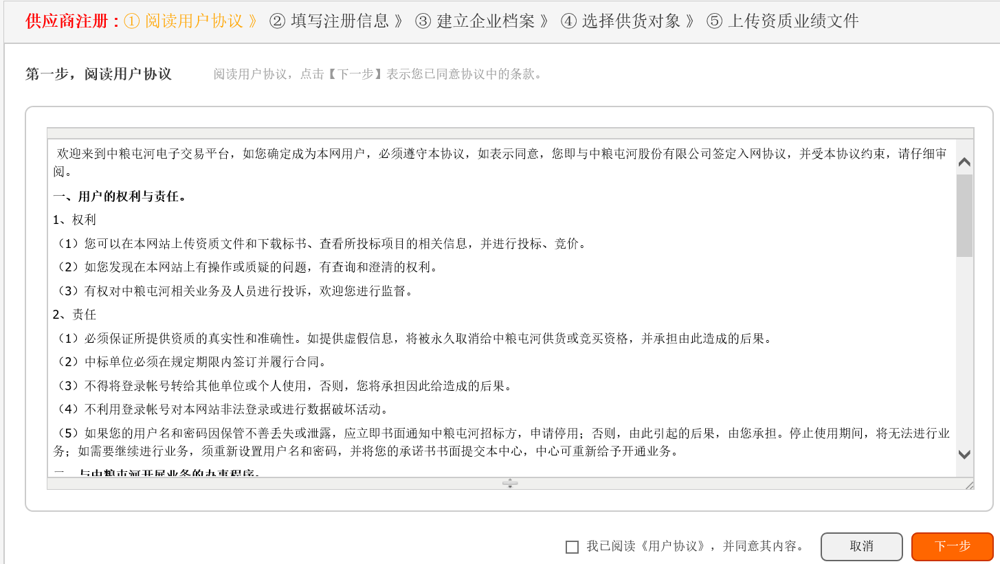 供应商注册：① 阅读用户协议 》 ② 填写注册信息 》 ③ 建立企业档案 》 ④ 选择供货对象 》 ⑤ 上传资质业绩文件
第一步，阅读用户协议 阅读用户协议，点击【下一步】表示您已同意协议中的条款。
欢迎来到中粮屯河电子交易平台，如您确定成为本网用户，必须遵守本协议，如表示同意，您即与中粮屯河股份有限公司签定入网协议，并受本协议约束，请仔细审
阅。
一、用户的权利与责任。
1、权利
（1）您可以在本网站上传资质文件和下载标书、查看所投标项目的相关信息，并进行投标、竞价。
（2）如您发现在本网站上有操作或质疑的问题，有查询和澄清的权利。
（3）有权对中粮屯河相关业务及人员进行投诉，欢迎您进行监督。
2、责任
（1）必须保证所提供资质的真实性和准确性。如提供虚假信息，将被永久取消给中粮屯河供货或竞买资格，并承担由此造成的后果。
（2）中标单位必须在规定期限内签订并履行合同。
（3）不得将登录帐号转给其他单位或个人使用，否则，您将承担因此给造成的后果。
（4）不利用登录帐号对本网站非法登录或进行数据破坏活动。
（5）如果您的用户名和密码因保管不善丢失或泄露，应立即书面通知中粮屯河招标方，申请停用；否则，由此引起的后果，由您承担。停止使用期间，将无法进行业
务；如需要继续进行业务，须重新设置用户名和密码，并将您的承诺书书面提交本中心，中心可重新给予开通业务。
二、与中粮屯河开展业务的办事程序。
我已阅读《用户协议》，并同意其内容。 取消 下一步